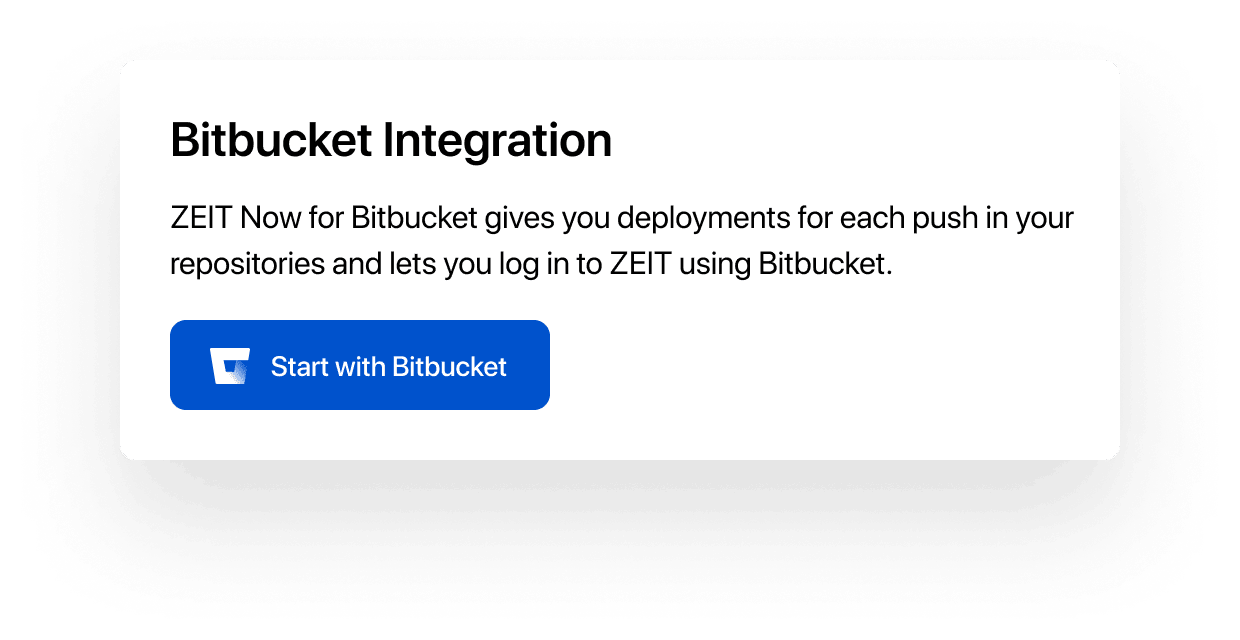 Bitbucket Integration
ZEIT Now for Bitbucket gives you deployments for each push in your
repositories and lets you log in to ZEIT using Bitbucket.
Start with Bitbucket